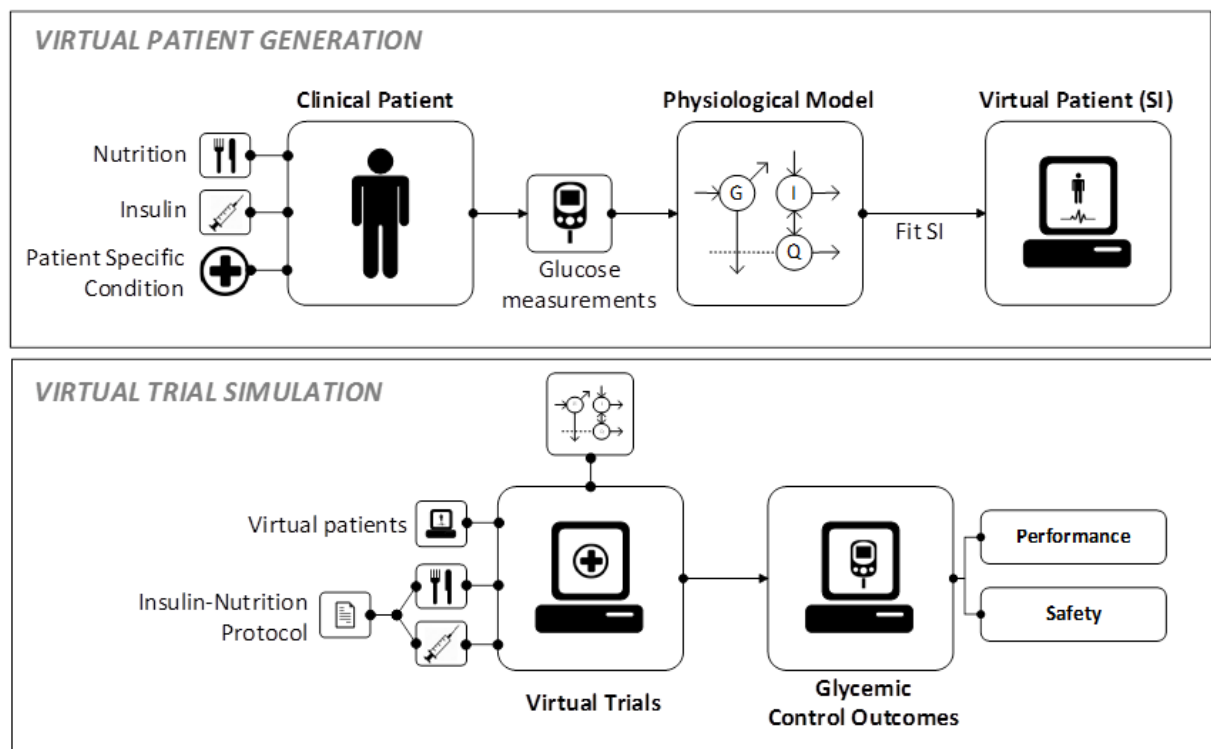 VIRTUAL PATIENT GENERATION
Clinical Patient
Physiological Model
Virtual Patient (SI)
Nutrition
Insulin
Patient Specific
Condition
Glucose
measurements
G
I
Q
Fit SI
VIRTUAL TRIAL SIMULATION
Virtual patients
Insulin-Nutrition
Protocol
Virtual Trials
Glycemic
Control Outcomes
Performance
Safety